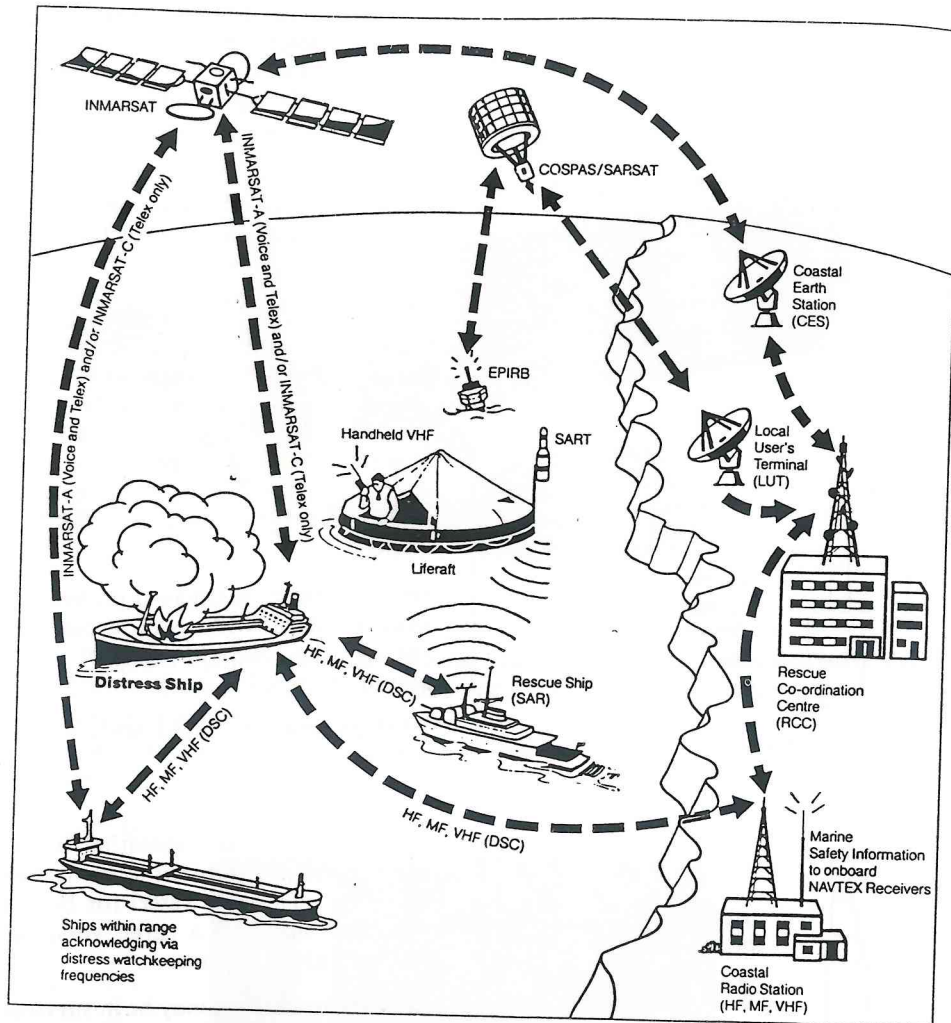 INMARSAT
COSPAS/SARSAT
INMARSAT-A (Voice and Telex) and/or INMARSAT-C (Telex only)
INMARSAT-A (Voice and Telex) and/or INMARSAT-C (Telex only)
Coastal
Earth
Station
(CES)
EPIRB
Handheld VHF
SART
Local
User's
Terminal
(LUT)
Liferaft
Distress Ship
HF, MF, VHF (DSC)
Rescue Ship
(SAR)
Rescue
Co-ordination
Centre
(RCC)
HF, MF, VHF (DSC)
HF, MF, VHF (DSC)
Marine
Safety Information
to onboard
NAVTEX Receivers
Ships within range
acknowledging via
distress watchkeeping
frequencies
Coastal
Radio Station
(HF, MF, VHF)